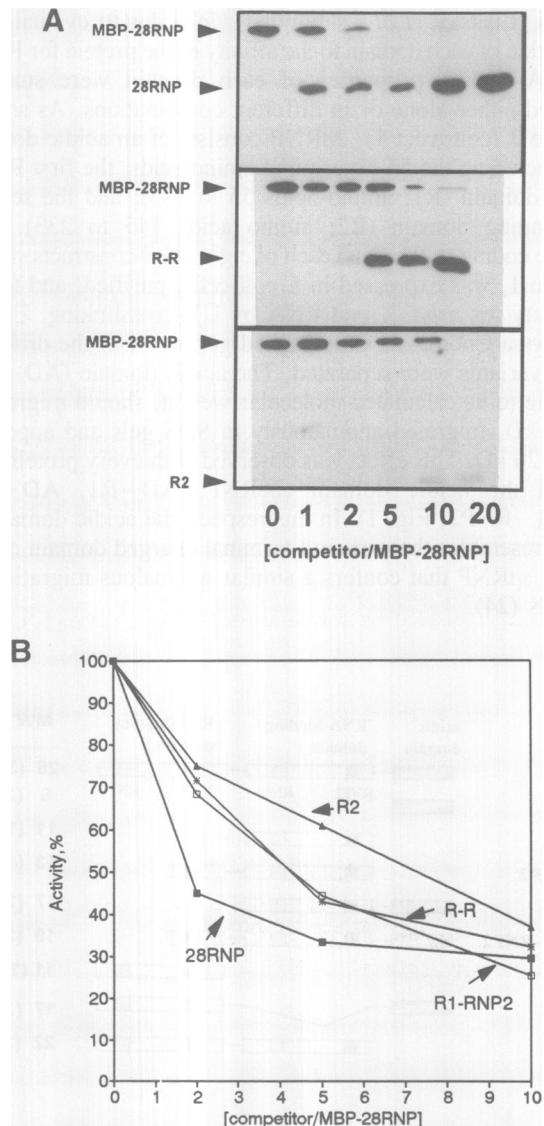 A
MBP-28RNP
28RNP
MBP-28RNP
R-R
MBP-28RNP
R2
0 1 2 5 10 20
[competitor/MBP-28RNP]
B
100
90
80
70
60
50
40
30
20
10
0
Activity,%
R2
R-R
28RNP
R1-RNP2
0 1 2 3 4 5 6 7 8 9 10
[competitor/MBP-28RNP]